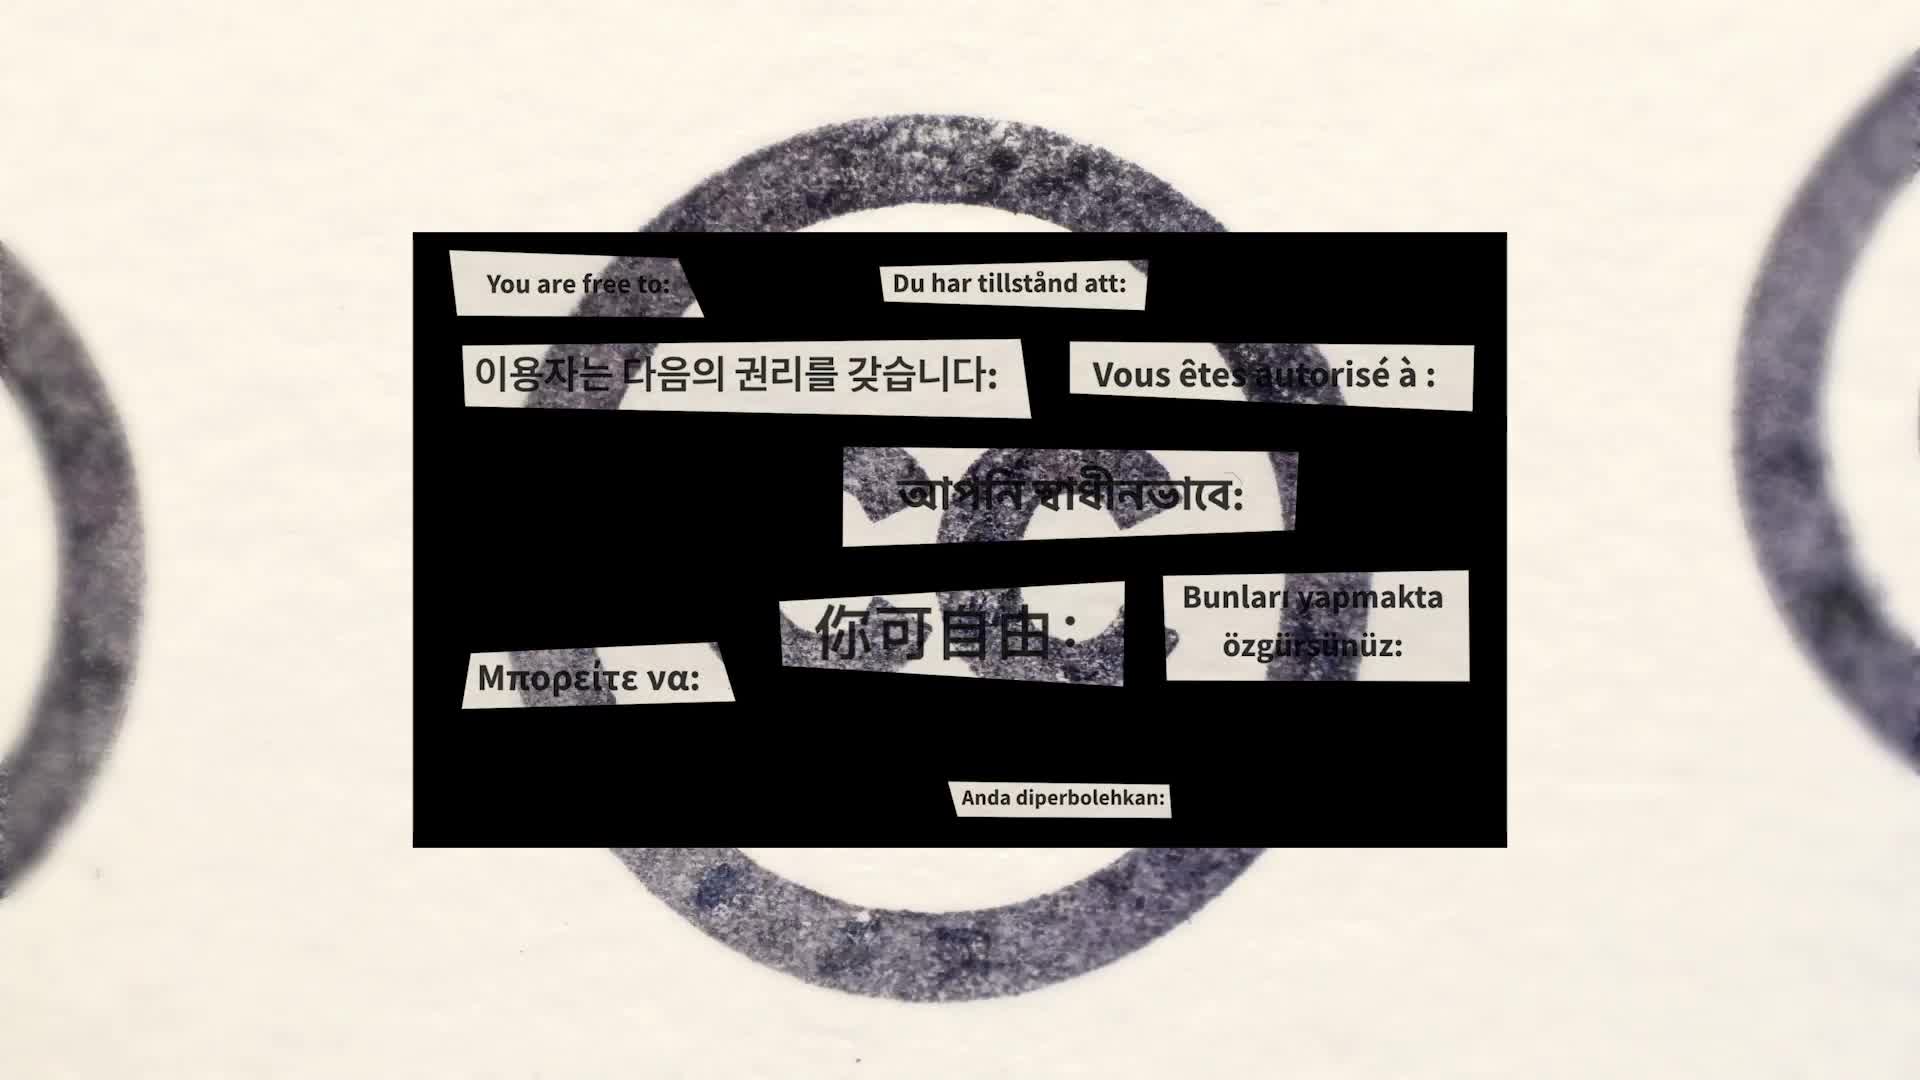 You are free to:
Du har tillstånd att:
이용자는 다음의 권리를 갖습니다:
Vous êtes autorisé à :
আপনি স্বাধীনভাবে:
你可自由：
Bunları yapmakta
özgürsünüz:
Μπορείτε να:
Anda diperbolehkan: